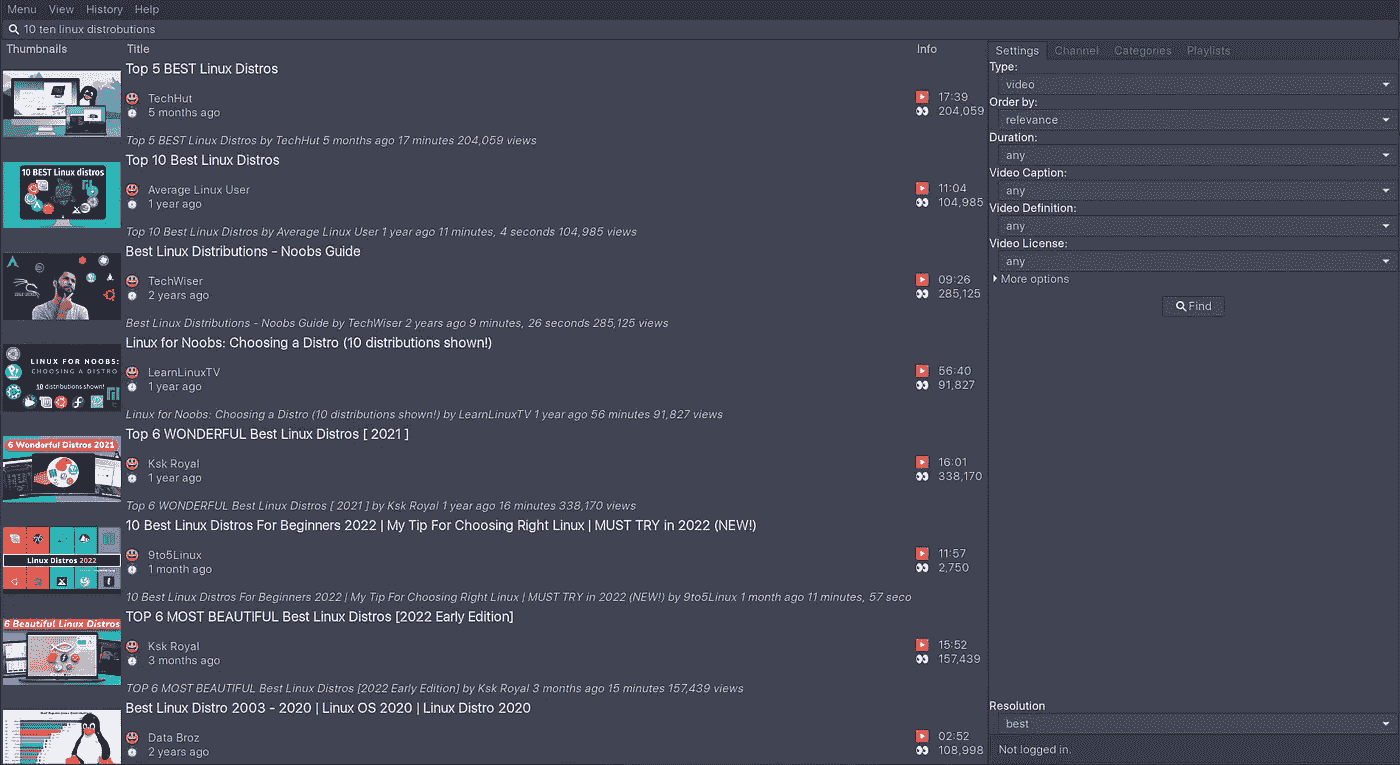 Menu View History Help
10 ten linux distrobutions
Thumbnails Title Info
Settings Channel Categories Playlists
Top 5 BEST Linux Distros
TechHut 17:39
5 months ago 204,059
Top 5 BEST Linux Distros by TechHut 5 months ago 17 minutes 204,059 views
10 BEST Linux distros
Top 10 Best Linux Distros
Average Linux User 11:04
1 year ago 104,985
Top 10 Best Linux Distros by Average Linux User 1 year ago 11 minutes, 4 seconds 104,985 views
Best Linux Distributions - Noobs Guide
TechWiser 09:26
2 years ago 285,125
Best Linux Distributions - Noobs Guide by TechWiser 2 years ago 9 minutes, 26 seconds 285,125 views
LINUX FOR NOOBS:
CHOOSING A DISTRO
10 distributions shown!
Linux for Noobs: Choosing a Distro (10 distributions shown!)
LearnLinuxTV 56:40
1 year ago 91,827
Linux for Noobs: Choosing a Distro (10 distributions shown!) by LearnLinuxTV 1 year ago 56 minutes 91,827 views
6 Wonderful Distros 2021
Top 6 WONDERFUL Best Linux Distros [ 2021 ]
Ksk Royal 16:01
1 year ago 338,170
Top 6 WONDERFUL Best Linux Distros [ 2021 ] by Ksk Royal 1 year ago 16 minutes 338,170 views
Linux Distros 2022
10 Best Linux Distros For Beginners 2022 | My Tip For Choosing Right Linux | MUST TRY in 2022 (NEW!)
9to5Linux 11:57
1 month ago 2,750
10 Best Linux Distros For Beginners 2022 | My Tip For Choosing Right Linux | MUST TRY in 2022 (NEW!) by 9to5Linux 1 month ago 11 minutes, 57 seco
6 Beautiful Linux Distros
TOP 6 MOST BEAUTIFUL Best Linux Distros [2022 Early Edition]
Ksk Royal 15:52
3 months ago 157,439
TOP 6 MOST BEAUTIFUL Best Linux Distros [2022 Early Edition] by Ksk Royal 3 months ago 15 minutes 157,439 views
Best Linux Distro 2003 - 2020 | Linux OS 2020 | Linux Distro 2020
Data Broz 02:52
2 years ago 108,998
Type:
video
Order by:
relevance
Duration:
any
Video Caption:
any
Video Definition:
any
Video License:
any
More options
Find
Resolution
best
Not logged in.